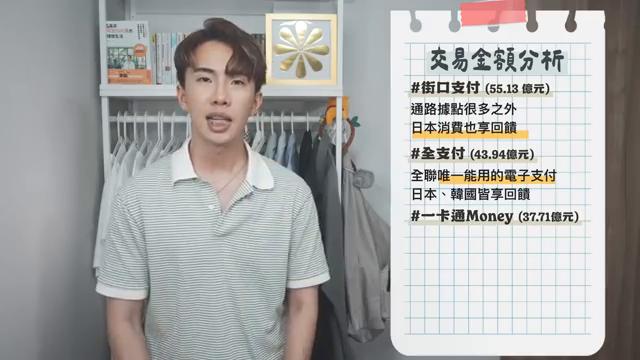 交易金額分析
#街口支付 (55.13 億元)
通路據點很多之外
日本消費也享回饋
#全支付 (43.94億元)
全聯唯一能用的電子支付
日本、韓國皆享回饋
#一卡通Money (37.71億元)